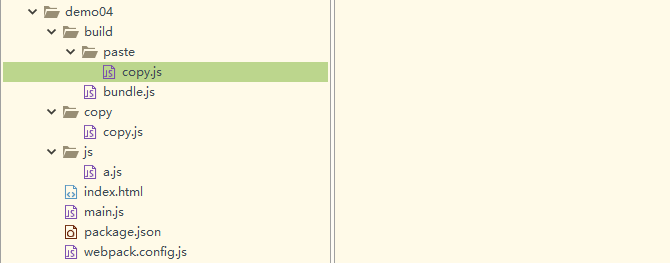 demo04
build
paste
copy.js
bundle.js
copy
copy.js
js
a.js
index.html
main.js
package.json
webpack.config.js